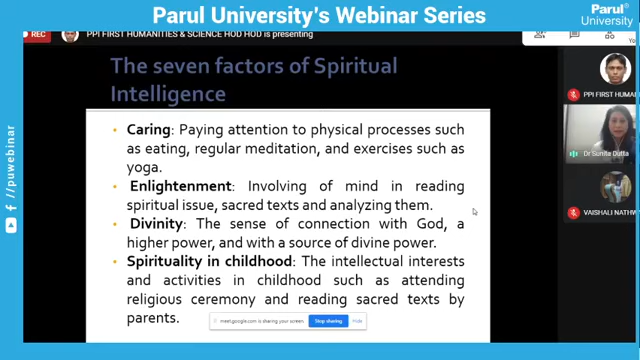 Parul University's Webinar Series
Parul®
University
REC
PPI FIRST HUMANITIES & SCIENCE HOD HOD is presenting
The seven factors of Spiritual
Intelligence
• Caring: Paying attention to physical processes such
as eating, regular meditation, and exercises such as
yoga.
• Enlightenment: Involving of mind in reading
spiritual issue, sacred texts and analyzing them.
• Divinity: The sense of connection with God, a
higher power, and with a source of divine power.
• Spirituality in childhood: The intellectual interests
and activities in childhood such as attending
religious ceremony and reading sacred texts by
parents.
meet.google.com is sharing your screen.
Stop sharing
Hide
PPI FIRST HUMAN
Dr Sunita Dutta
VAISHALI NATHW
/puwebinar